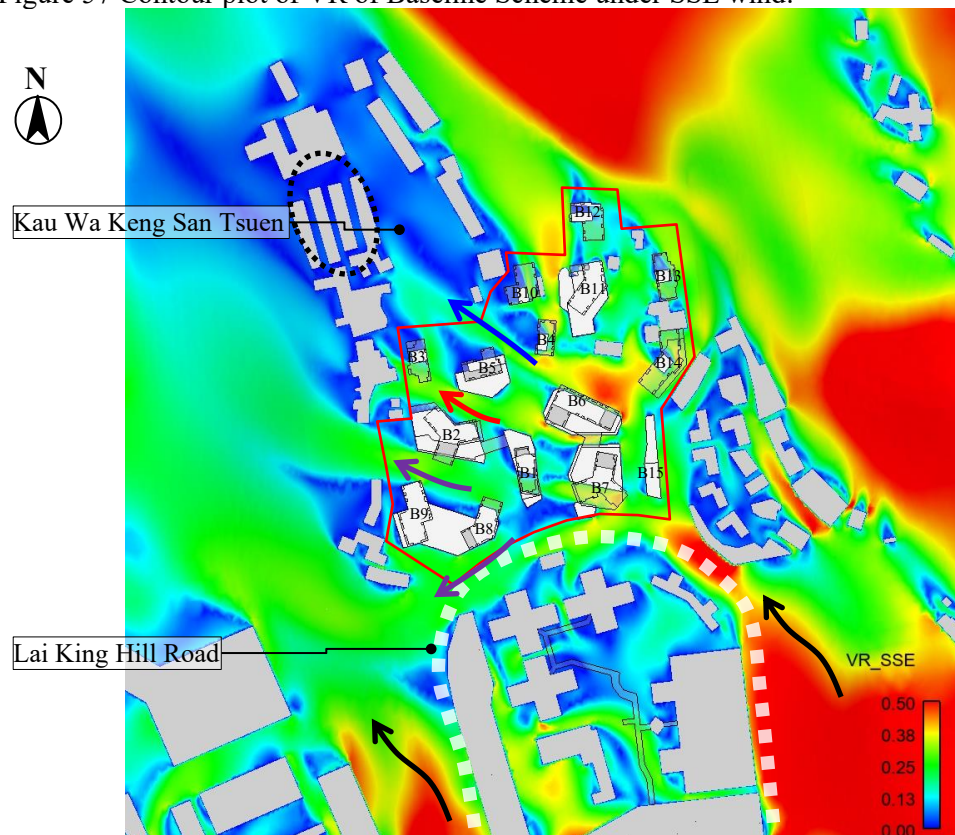 Figure 37 Contour plot of VR of Baseline Scheme under SSE wind.
N
Kau Wa Keng San Tsuen
B12
B13
B10
B11
B4
B3
B5
B14
B6
B2
B1
B7
B15
B9
B8
Lai King Hill Road
VR_SSE
0.50
0.38
0.25
0.13
0.00